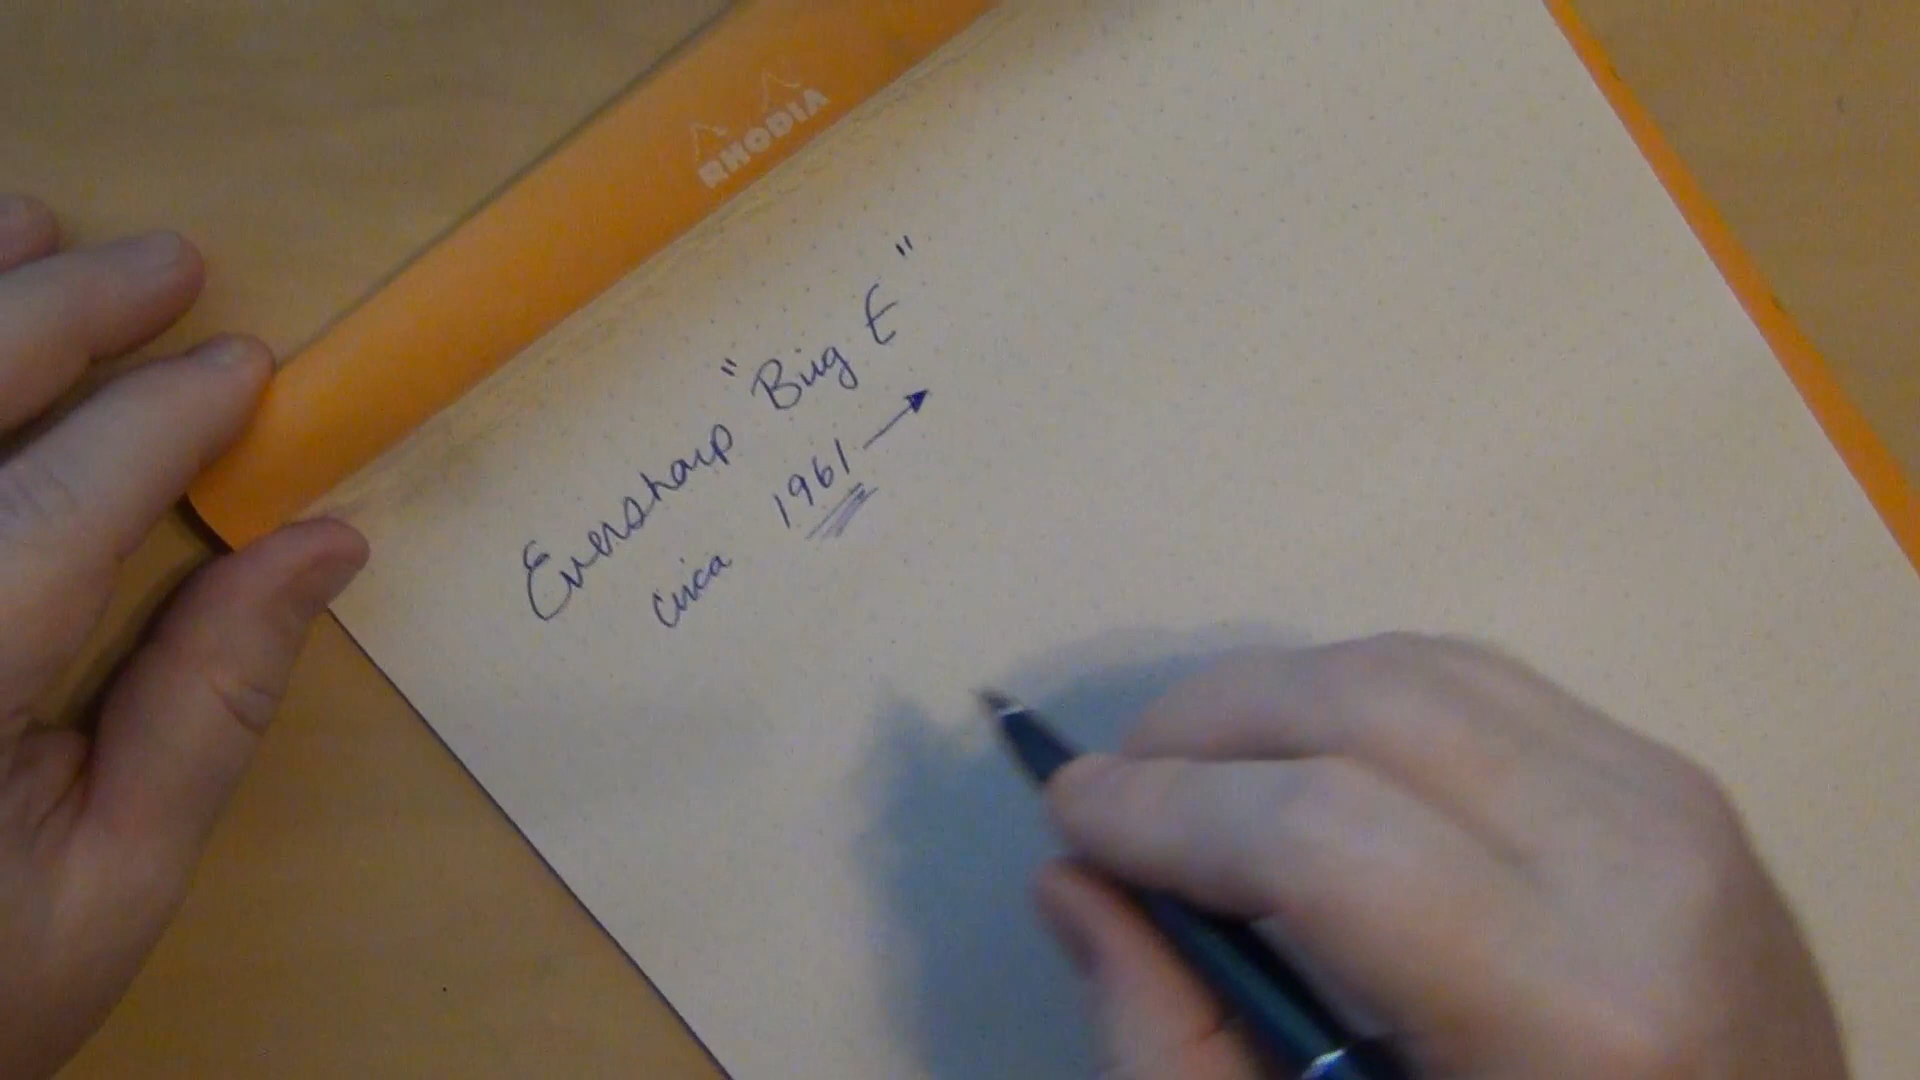 RHODIA
Eversharp "Big E"
circa 1961 →